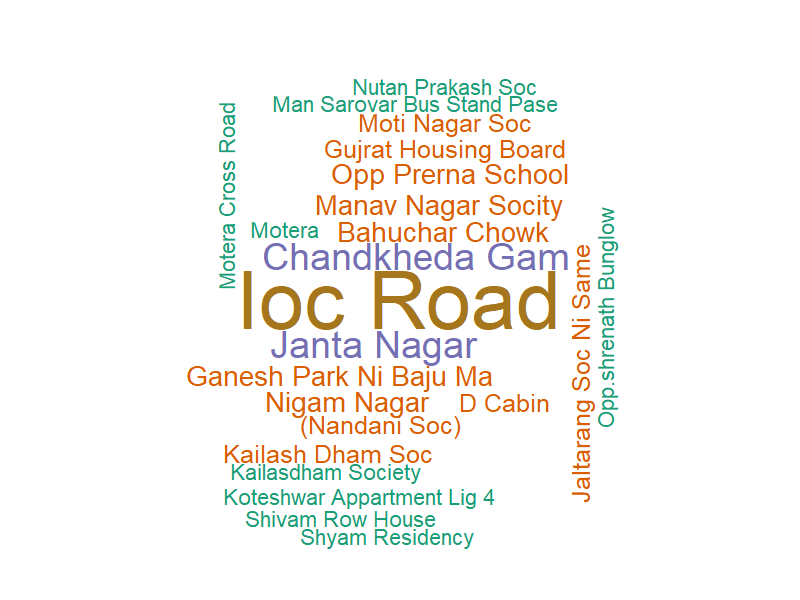 Nutan Prakash Soc
Man Sarovar Bus Stand Pase
Moti Nagar Soc
Gujrat Housing Board
Opp Prerna School
Manav Nagar Socity
Motera
Bahuchar Chowk
Chandkheda Gam
Ioc Road
Janta Nagar
Ganesh Park Ni Baju Ma
Nigam Nagar
D Cabin
(Nandani Soc)
Kailash Dham Soc
Kailasdham Society
Koteshwar Appartment Lig 4
Shivam Row House
Shyam Residency
Motera Cross Road
Jaltarang Soc Ni Same
Opp.shrenath Bunglow